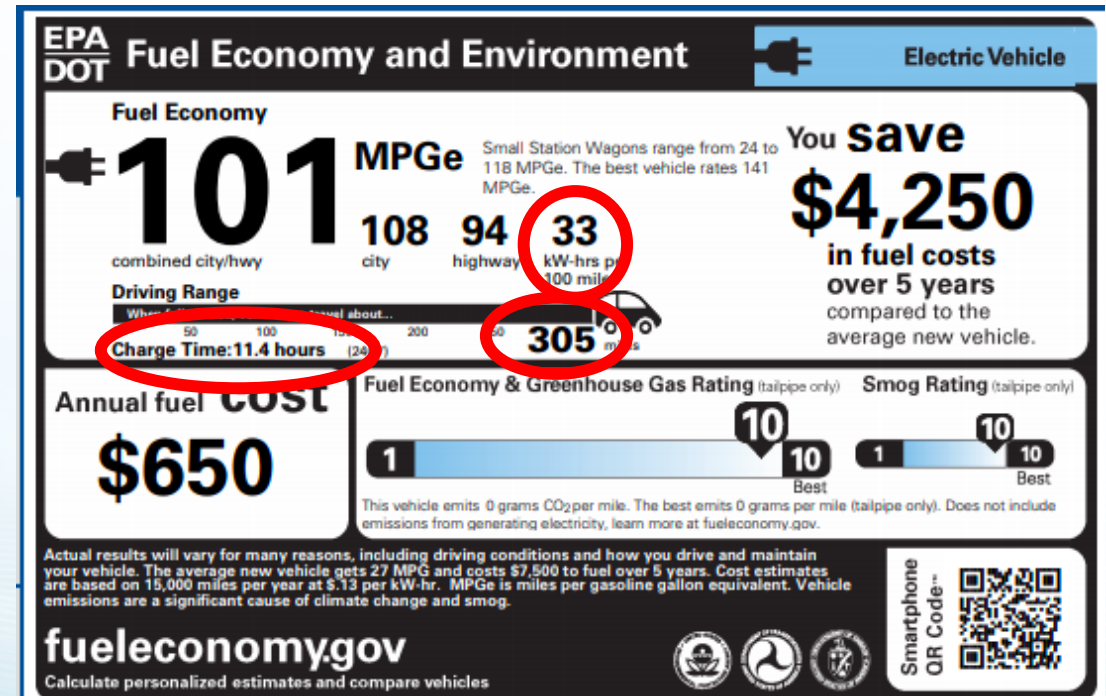 EPA
DOT
Fuel Economy and Environment
Electric Vehicle
Fuel Economy
101
MPGe
combined city/hwy
Small Station Wagons range from 24 to
118 MPGe. The best vehicle rates 141
MPGe.
108
city
94
highway
33
kW-hrs
100
You save
$4,250
in fuel costs
over 5 years
compared to the
average new vehicle.
Driving Range
about...
50 100 200
305
Charge Time:11.4 hours
Annual fuel cost
$650
Fuel Economy & Greenhouse Gas Rating (tailpipe only)
1
10
10
Best
Smog Rating (tailpipe only)
1
10
10
Best
This vehicle emits 0 grams CO2 per mile. The best emits 0 grams per mile (tailpipe only). Does not include
emissions from generating electricity, learn more at fueleconomy.gov.
Actual results will vary for many reasons, including driving conditions and how you drive and maintain
your vehicle. The average new vehicle gets 27 MPG and costs $7,500 to fuel over 5 years. Cost estimates
are based on 15,000 miles per year at $.13 per kW-hr. MPGe is miles per gasoline gallon equivalent. Vehicle
emissions are a significant cause of climate change and smog.
fueleconomy.gov
Calculate personalized estimates and compare vehicles
Smartphone
QR Code™